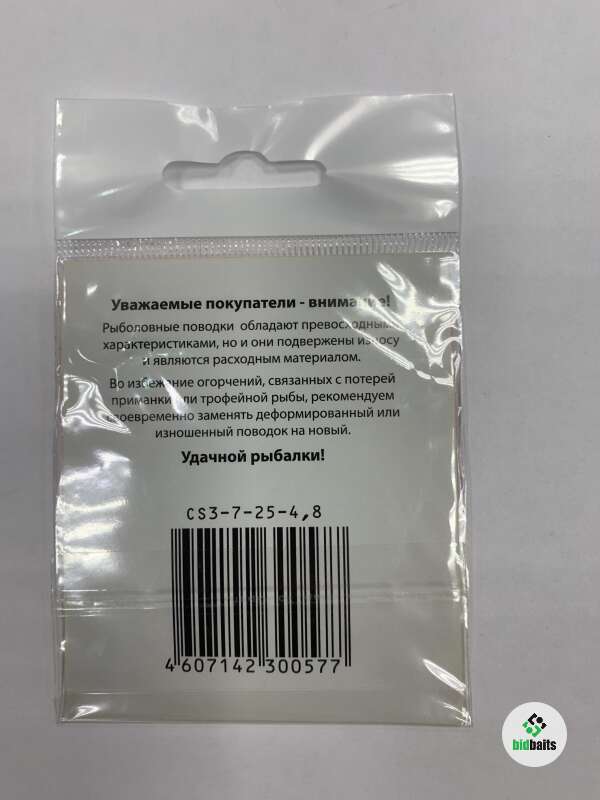 Уважаемые покупатели - внимание!
Рыболовные поводки обладают превосходными
характеристиками, но и они подвержены износу
и являются расходным материалом.
Во избежание огорчений, связанных с потерей
приманки или трофейной рыбы, рекомендуем
своевременно заменять деформированный или
изношенный поводок на новый.
Удачной рыбалки!
CS3-7-25-4,8
4 607142 300577
bidbaits